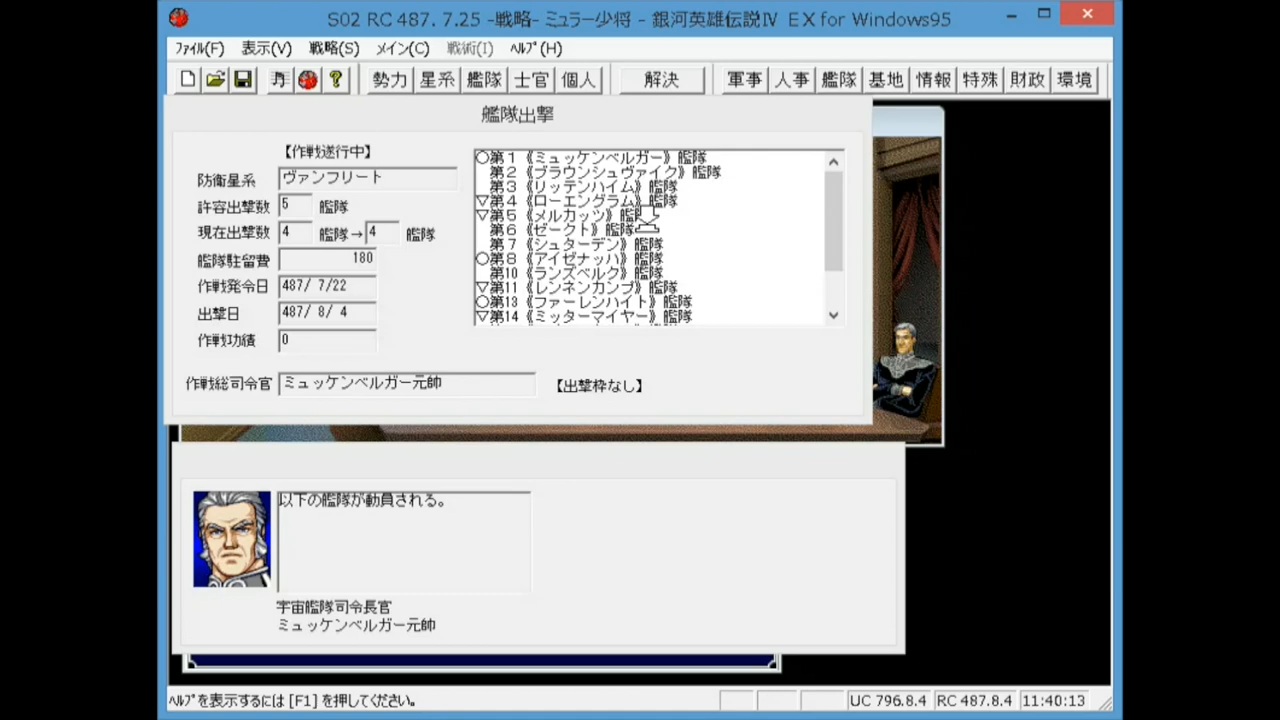 S02 RC 487. 7.25 -戦略- ミュラー少将 - 銀河英雄伝説Ⅳ ＥＸ for Windows95
ﾌｧｲﾙ(F) 表示(V) 戦略(S) ﾒｲﾝ(C) 戦術(I) ﾍﾙﾌﾟ(H)
勢力 星系 艦隊 士官 個人 解決 軍事 人事 艦隊 基地 情報 特殊 財政 環境
艦隊出撃
【作戦遂行中】
防衛星系 ヴァンフリート
許容出撃数 5 艦隊
現在出撃数 4 艦隊→4 艦隊
艦隊駐留費 180
作戦発令日 487/ 7/22
出撃日 487/ 8/ 4
作戦功績 0
作戦総司令官 ミュッケンベルガー元帥 【出撃枠なし】
○第１《ミュッケンベルガー》艦隊
第２《ブラウンシュヴァイク》艦隊
第３《リッテンハイム》艦隊
▽第４《ローエングラム》艦隊
▽第５《メルカッツ》艦隊
第６《ゼークト》艦隊
第７《シュターデン》艦隊
○第８《アイゼナッハ》艦隊
第10《ランズベルク》艦隊
▽第11《レンネンカンプ》艦隊
○第13《ファーレンハイト》艦隊
▽第14《ミッターマイヤー》艦隊
以下の艦隊が動員される。
宇宙艦隊司令長官
ミュッケンベルガー元帥
ﾍﾙﾌﾟを表示するには [F1] を押してください。 UC 796.8.4 RC 487.8.4 11:40:13